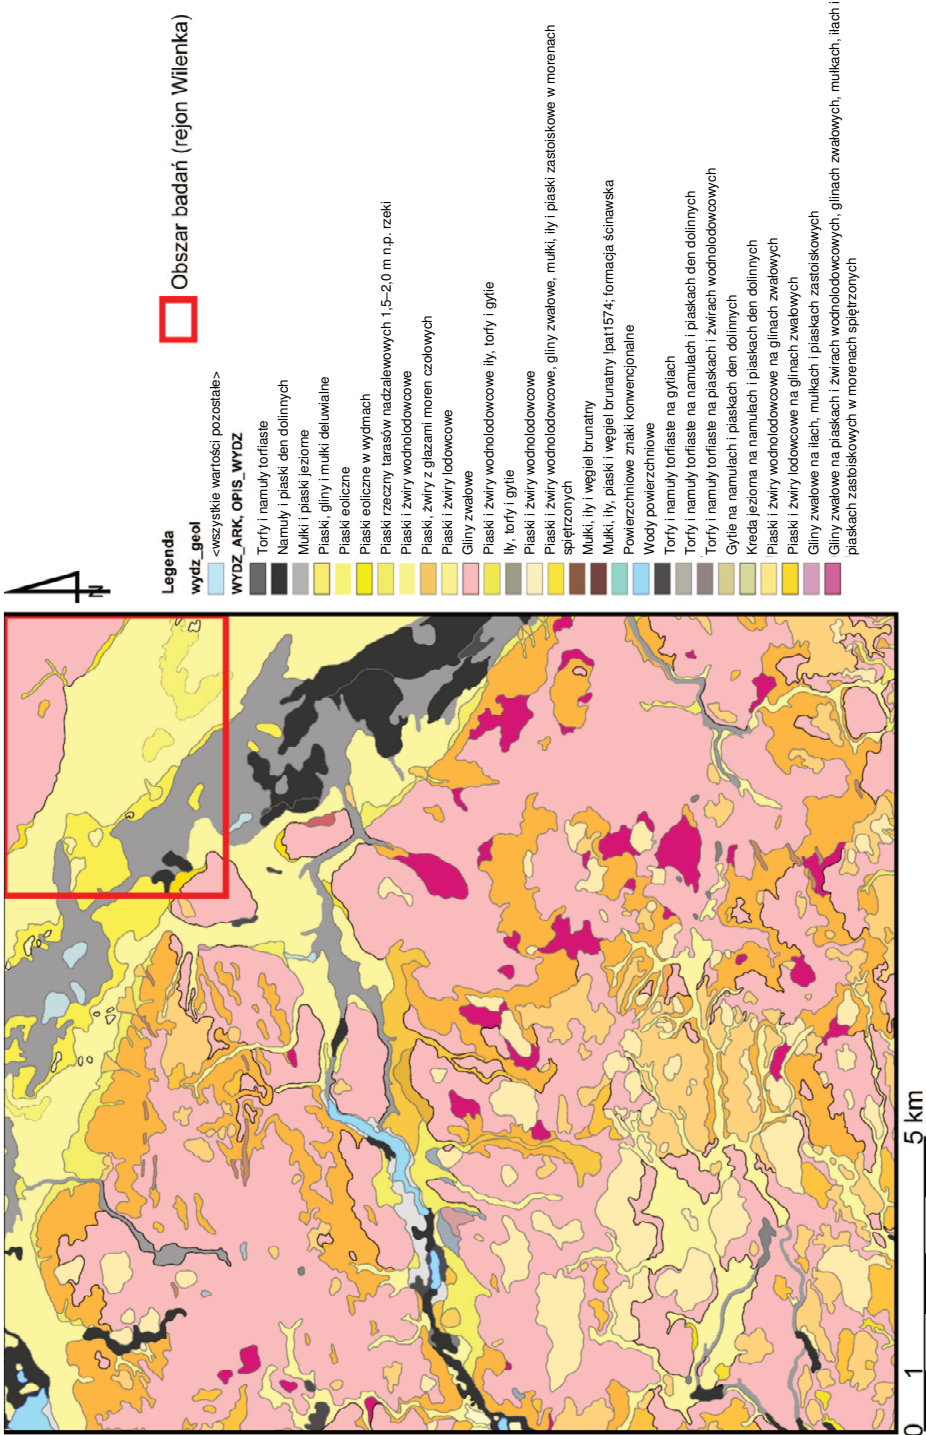 N
Obszar badań (rejon Wilenka)
Legenda
wydz_geol
<wszystkie wartości pozostałe>
WYDZ_ARK, OPIS_WYDZ
Torfy i namuły torfiaste
Namuły i piaski den dolinnych
Mułki i piaski jeziorne
Piaski, gliny i mułki deluwialne
Piaski eoliczne
Piaski eoliczne w wydmach
Piaski rzeczny tarasów nadzalewowych 1,5–2,0 m n.p. rzeki
Piaski i żwiry wodnolodowcowe
Piaski, żwiry z głazami moren czołowych
Piaski i żwiry lodowcowe
Gliny zwałowe
Piaski i żwiry wodnolodowcowe iły, torfy i gytie
Iły, torfy i gytie
Piaski i żwiry wodnolodowcowe
Piaski i żwiry wodnolodowcowe, gliny zwałowe, mułki, iły i piaski zastoiskowe w morenach
spiętrzonych
Mułki, iły i węgiel brunatny
Mułki, iły, piaski i węgiel brunatny !pat1574; formacja ścinawska
Powierzchniowe znaki konwencjonalne
Wody powierzchniowe
Torfy i namuły torfiaste na gytiach
Torfy i namuły torfiaste na namułach i piaskach den dolinnych
Torfy i namuły torfiaste na piaskach i żwirach wodnolodowcowych
Gytie na namułach i piaskach den dolinnych
Kreda jeziorna na namułach i piaskach den dolinnych
Piaski i żwiry wodnolodowcowe na glinach zwałowych
Piaski i żwiry lodowcowe na glinach zwałowych
Gliny zwałowe na iłach, mułkach i piaskach zastoiskowych
Gliny zwałowe na piaskach i żwirach wodnolodowcowych, glinach zwałowych, mułkach, iłach i
piaskach zastoiskowych w morenach spiętrzonych
0 1 5 km